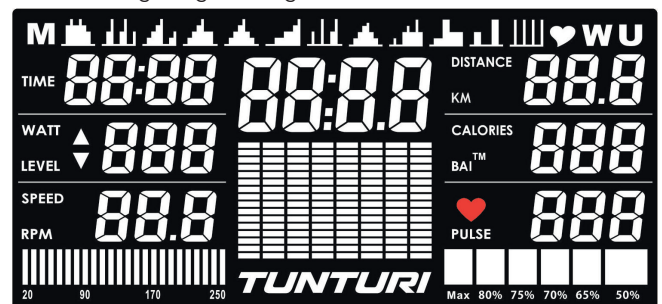 M W U
TIME 88:88
88:8.8
DISTANCE
KM 88.8
WATT
LEVEL 888
CALORIES
BAI™ 888
SPEED
RPM 88.8
PULSE 888
20 90 170 250
TUNTURI
Max 80% 75% 70% 65% 50%